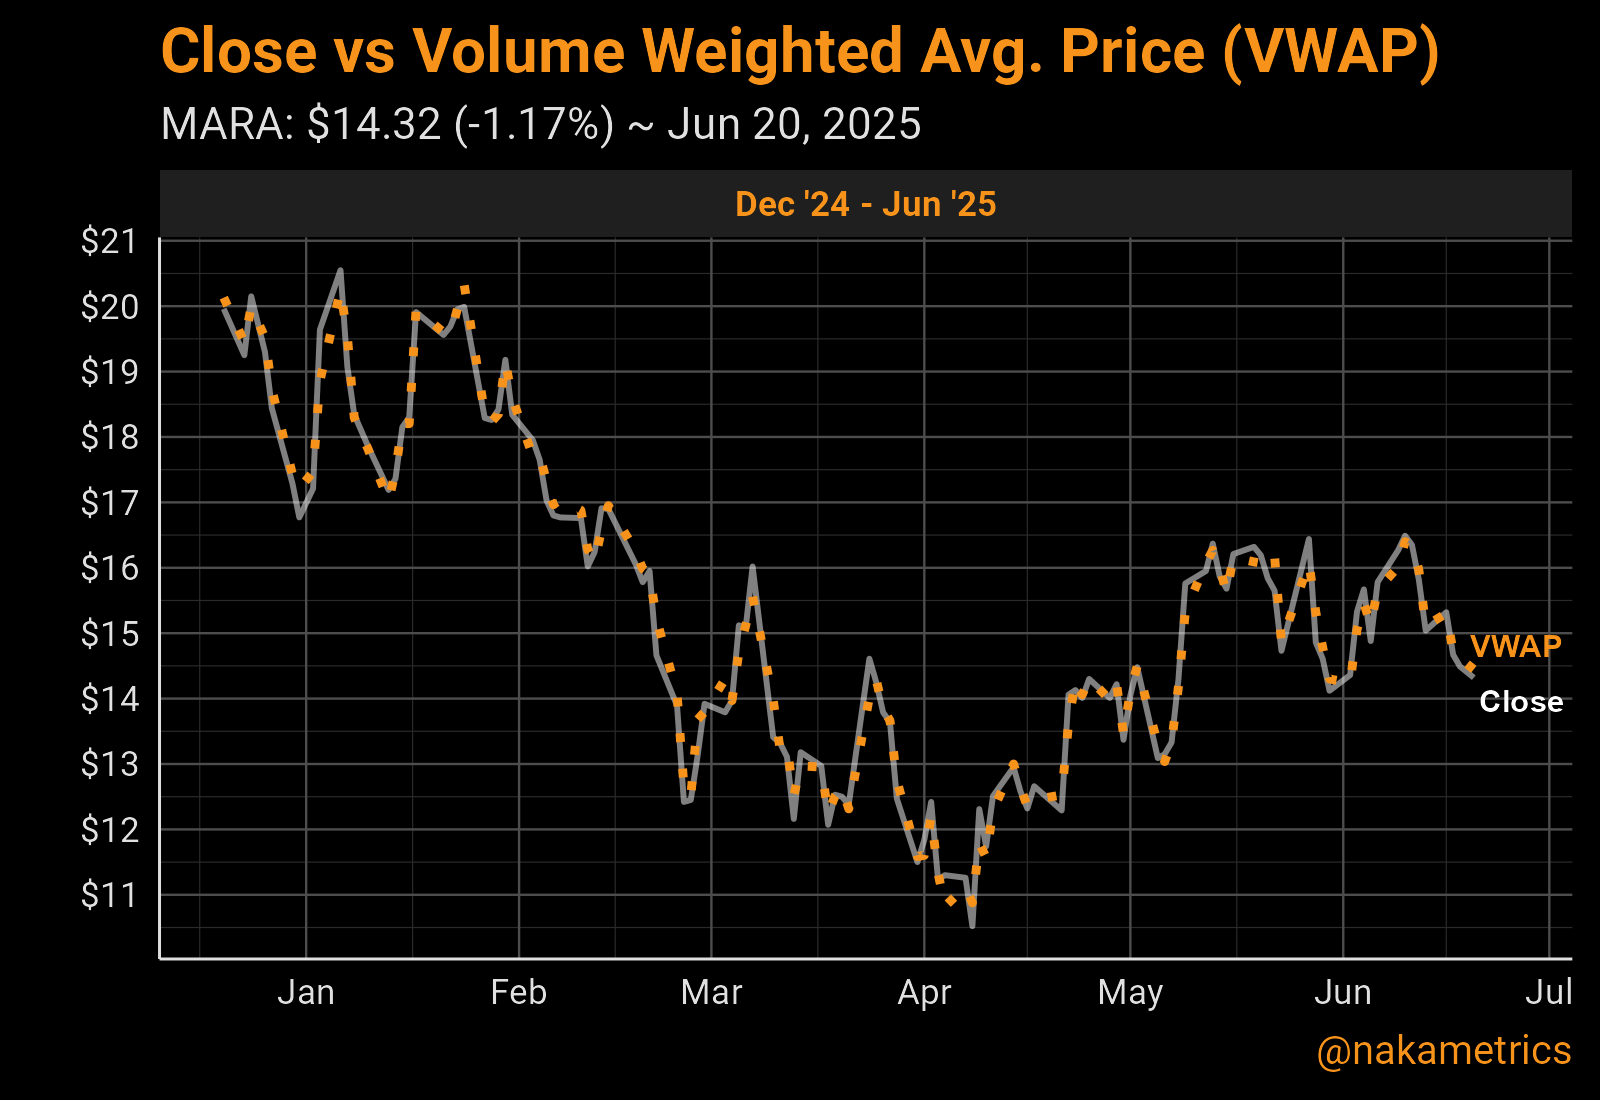 Close vs Volume Weighted Avg. Price (VWAP)
MARA: $14.32 (-1.17%) ~ Jun 20, 2025
Dec '24 - Jun '25
$21
$20
$19
$18
$17
$16
$15
$14
$13
$12
$11
VWAP
Close
Jan Feb Mar Apr May Jun Jul
@nakametrics